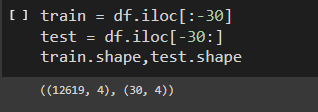 [ ] train = df.iloc[:-30]
test = df.iloc[-30:]
train.shape,test.shape
((12619, 4), (30, 4))